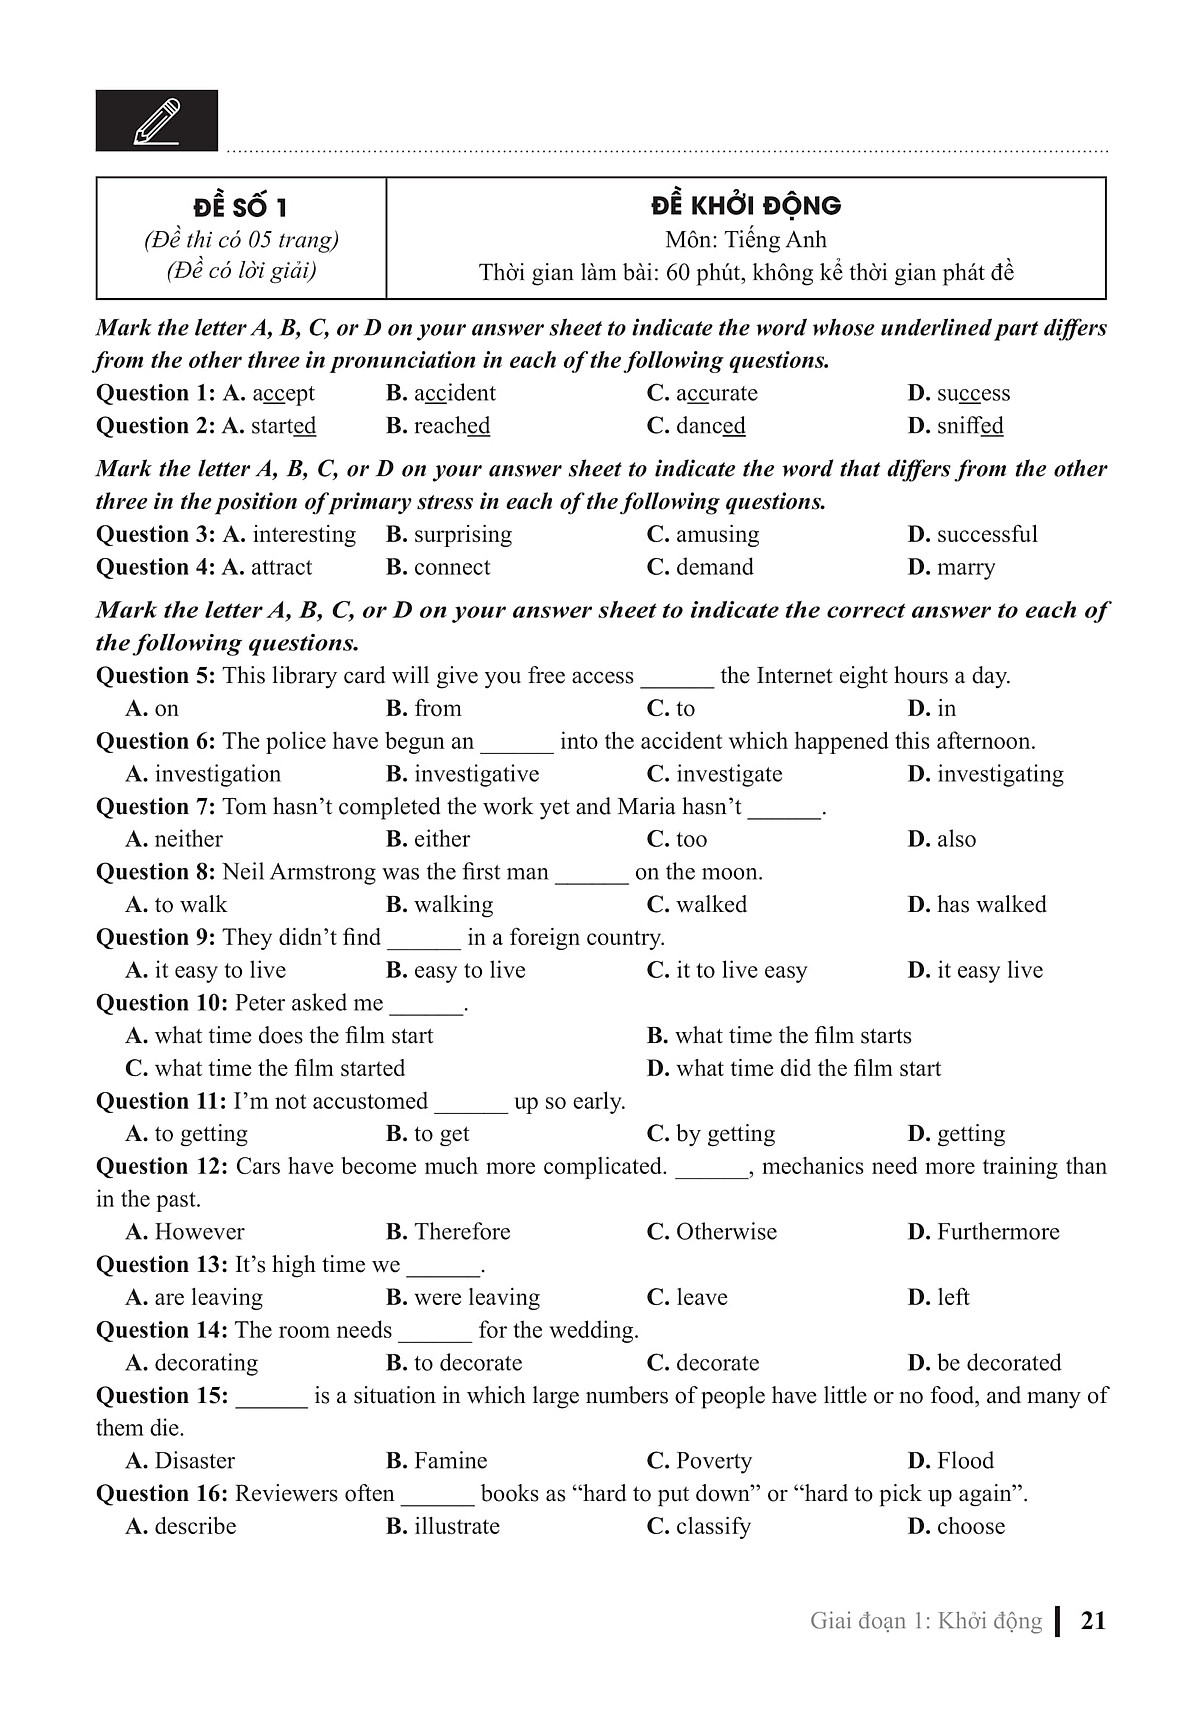 ĐỀ SỐ 1
(Đề thi có 05 trang)
(Đề có lời giải)
ĐỀ KHỞI ĐỘNG
Môn: Tiếng Anh
Thời gian làm bài: 60 phút, không kể thời gian phát đề
Mark the letter A, B, C, or D on your answer sheet to indicate the word whose underlined part differs
from the other three in pronunciation in each of the following questions.
Question 1: A. accept B. accident C. accurate D. success
Question 2: A. started B. reached C. danced D. sniffed
Mark the letter A, B, C, or D on your answer sheet to indicate the word that differs from the other
three in the position of primary stress in each of the following questions.
Question 3: A. interesting B. surprising C. amusing D. successful
Question 4: A. attract B. connect C. demand D. marry
Mark the letter A, B, C, or D on your answer sheet to indicate the correct answer to each of
the following questions.
Question 5: This library card will give you free access ______ the Internet eight hours a day.
A. on B. from C. to D. in
Question 6: The police have begun an ______ into the accident which happened this afternoon.
A. investigation B. investigative C. investigate D. investigating
Question 7: Tom hasn’t completed the work yet and Maria hasn’t ______.
A. neither B. either C. too D. also
Question 8: Neil Armstrong was the first man ______ on the moon.
A. to walk B. walking C. walked D. has walked
Question 9: They didn’t find ______ in a foreign country.
A. it easy to live B. easy to live C. it to live easy D. it easy live
Question 10: Peter asked me ______.
A. what time does the film start B. what time the film starts
C. what time the film started D. what time did the film start
Question 11: I’m not accustomed ______ up so early.
A. to getting B. to get C. by getting D. getting
Question 12: Cars have become much more complicated. ______, mechanics need more training than
in the past.
A. However B. Therefore C. Otherwise D. Furthermore
Question 13: It’s high time we ______.
A. are leaving B. were leaving C. leave D. left
Question 14: The room needs ______ for the wedding.
A. decorating B. to decorate C. decorate D. be decorated
Question 15: ______ is a situation in which large numbers of people have little or no food, and many of
them die.
A. Disaster B. Famine C. Poverty D. Flood
Question 16: Reviewers often ______ books as “hard to put down” or “hard to pick up again”.
A. describe B. illustrate C. classify D. choose
Giai đoạn 1: Khởi động 21